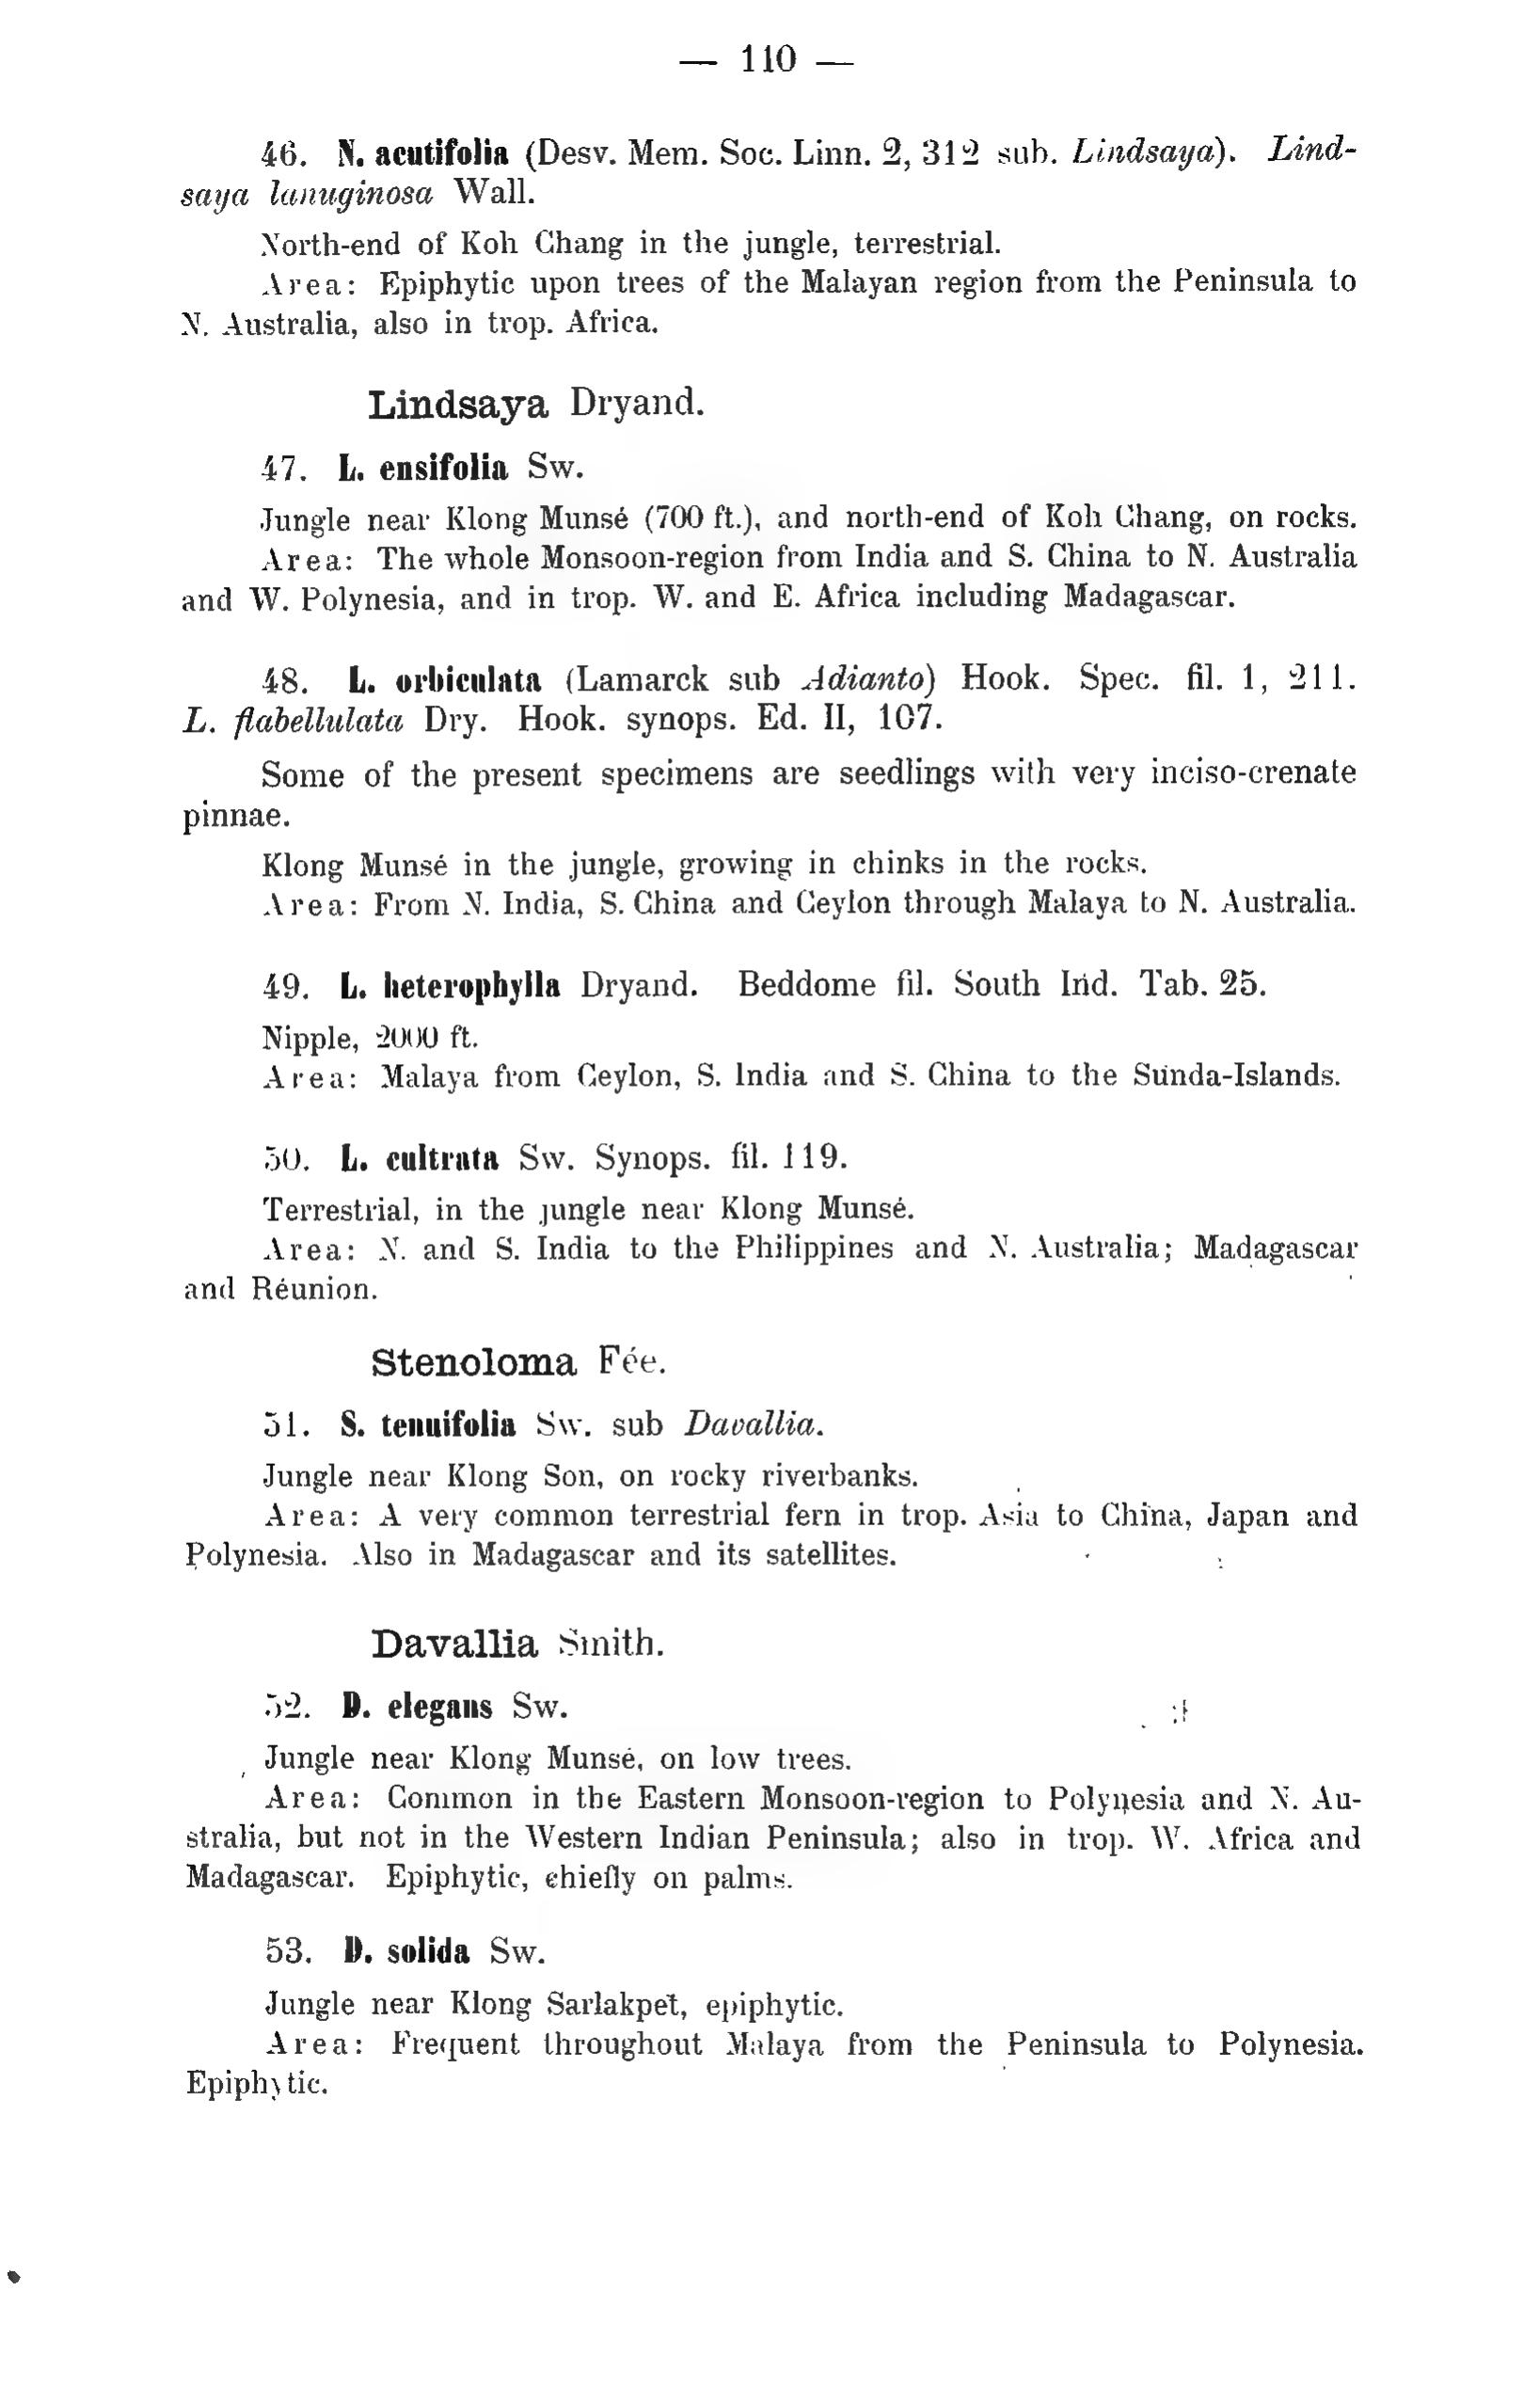 — 110 —
46. N. acutifolia (Desv. Mem. Soc. Linn. 2, 312 sub. Lindsaya). Lind-
saya lanuginosa Wall.
North-end of Koh Chang in the jungle, terrestrial.
Area: Epiphytic upon trees of the Malayan region from the Peninsula to
N. Australia, also in trop. Africa.
Lindsaya Dryand.
47. L. ensifolia Sw.
Jungle near Klong Munsé (700 ft.), and north-end of Koh Chang, on rocks.
Area: The whole Monsoon-region from India and S. China to N. Australia
and W. Polynesia, and in trop. W. and E. Africa including Madagascar.
48. L. orbiculata (Lamarck sub Adianto) Hook. Spec. fil. 1, 211.
L. flabellulata Dry. Hook. synops. Ed. II, 107.
Some of the present specimens are seedlings with very inciso-crenate
pinnae.
Klong Munsé in the jungle, growing in chinks in the rocks.
Area: From N. India, S. China and Ceylon through Malaya to N. Australia.
49. L. heterophylla Dryand. Beddome fil. South Ind. Tab. 25.
Nipple, 2000 ft.
Area: Malaya from Ceylon, S. India and S. China to the Sunda-Islands.
50. L. cultrata Sw. Synops. fil. 119.
Terrestrial, in the jungle near Klong Munsé.
Area: N. and S. India to the Philippines and N. Australia; Madagascar
and Réunion.
Stenoloma Fée.
51. S. tenuifolia Sw. sub Davallia.
Jungle near Klong Son, on rocky riverbanks.
Area: A very common terrestrial fern in trop. Asia to China, Japan and
Polynesia. Also in Madagascar and its satellites.
Davallia Smith.
52. D. elegans Sw.
Jungle near Klong Munsé, on low trees.
Area: Common in the Eastern Monsoon-region to Polynesia and N. Au-
stralia, but not in the Western Indian Peninsula; also in trop. W. Africa and
Madagascar. Epiphytic, chiefly on palms.
53. D. solida Sw.
Jungle near Klong Sarlakpet, epiphytic.
Area: Frequent throughout Malaya from the Peninsula to Polynesia.
Epiphytic.